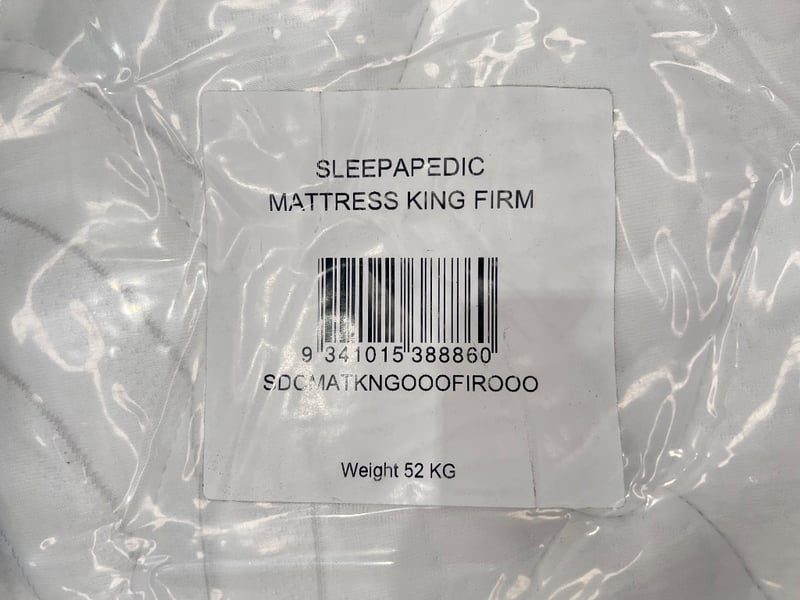 SLEEPAPEDIC
MATTRESS KING FIRM
9 341015 388860
SDCMATKNGOOOFIROOO
Weight 52 KG